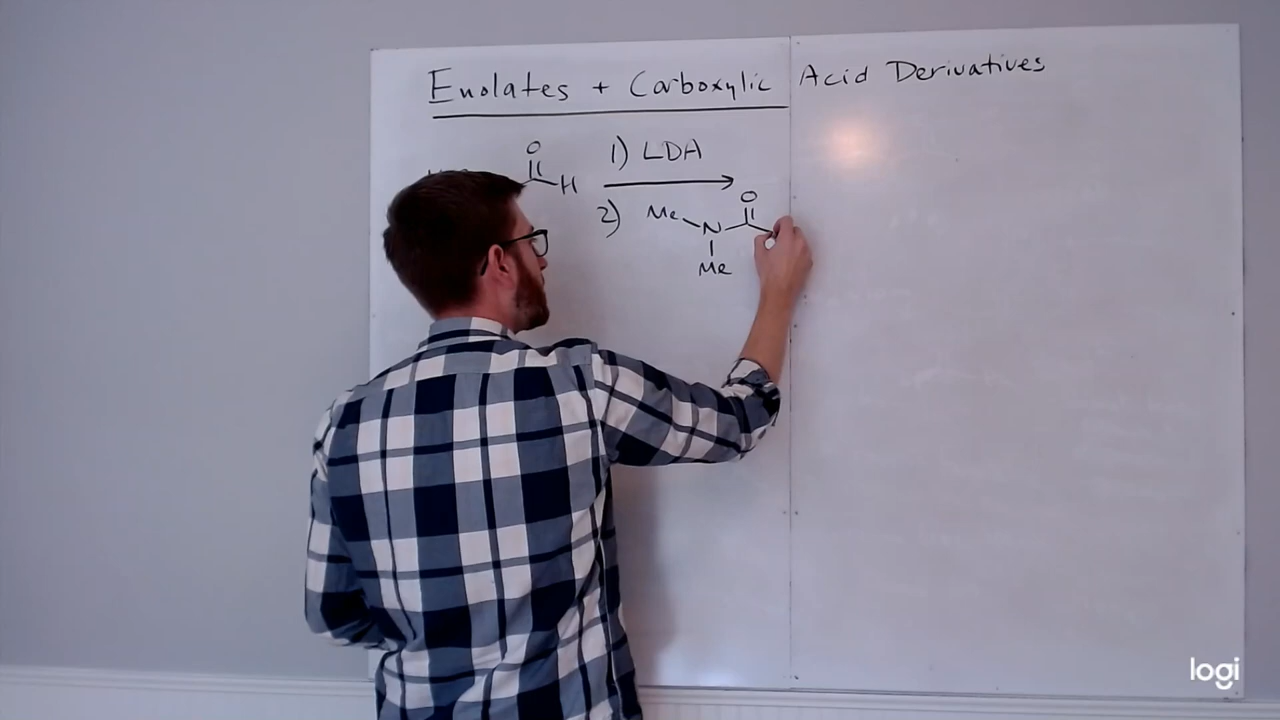 Enolates + Carboxylic Acid Derivatives
O
1) LDA
H
O
2) Me N
Me
logi